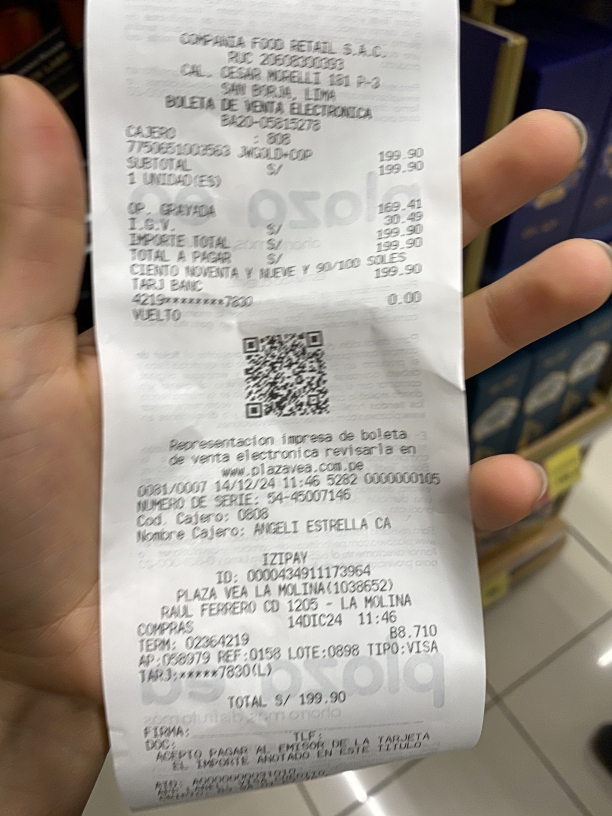 COMPANIA FOOD RETAIL S.A.C.
RUC 20608300393
CAL. CESAR MORELLI 181 P-3
SAN BORJA, LIMA
BOLETA DE VENTA ELECTRONICA
BA20-05815278
CAJERO : 808
7750651003563 JWGOLD+COP 199.90
SUBTOTAL S/ 199.90
1 UNIDAD(ES)
OP. GRAVADA 169.41
I.G.V. S/ 30.49
IMPORTE TOTAL S/ 199.90
TOTAL A PAGAR S/ 199.90
CIENTO NOVENTA Y NUEVE Y 90/100 SOLES
TARJ BANC 199.90
4219********7830
VUELTO 0.00
Representacion impresa de boleta
de venta electronica revisarla en
www.plazavea.com.pe
0081/0007 14/12/24 11:46 5282 0000000105
NUMERO DE SERIE: 54-45007146
Cod. Cajero: 0808
Nombre Cajero: ANGELI ESTRELLA CA
IZIPAY
ID: 0000434911173964
PLAZA VEA LA MOLINA(1038652)
RAUL FERRERO CD 1205 - LA MOLINA
COMPRAS 14DIC24 11:46
TERM: 02364219 B8.710
AP:058979 REF:0158 LOTE:0898 TIPO:VISA
TARJ:*****7830(L)
TOTAL S/ 199.90
FIRMA:
DOC: TLF:
ACEPTO PAGAR AL EMISOR DE LA TARJETA
EL IMPORTE ANOTADO EN ESTE TITULO